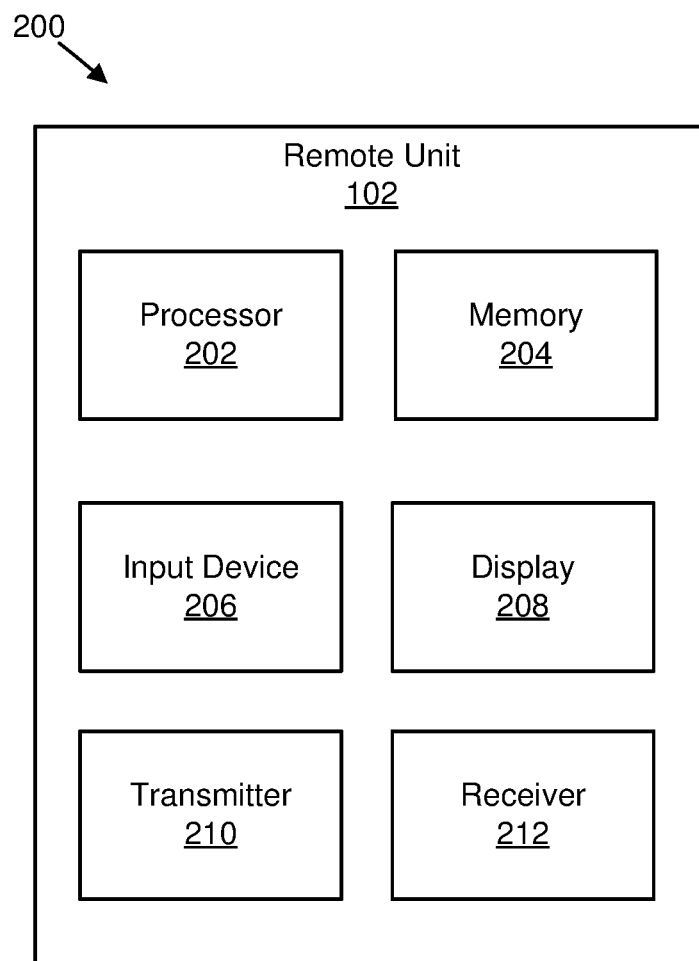 200
Remote Unit
102
Processor
202
Memory
204
Input Device
206
Display
208
Transmitter
210
Receiver
212